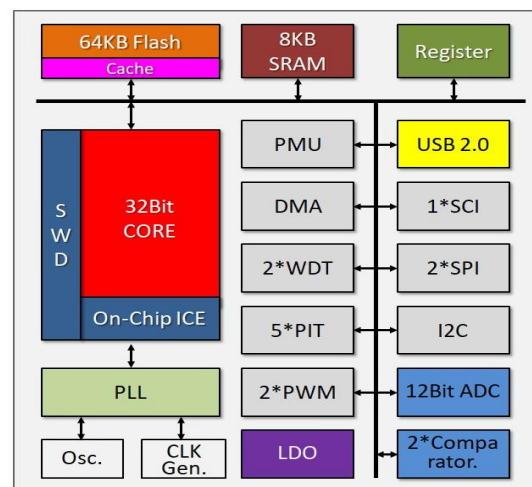 64KB Flash
Cache
8KB
SRAM
Register
SWD
32Bit
CORE
On-Chip ICE
PMU
USB 2.0
DMA
1*SCI
2*WDT
2*SPI
5*PIT
I2C
PLL
2*PWM
12Bit ADC
Osc.
CLK
Gen.
LDO
2*Compa
rator.